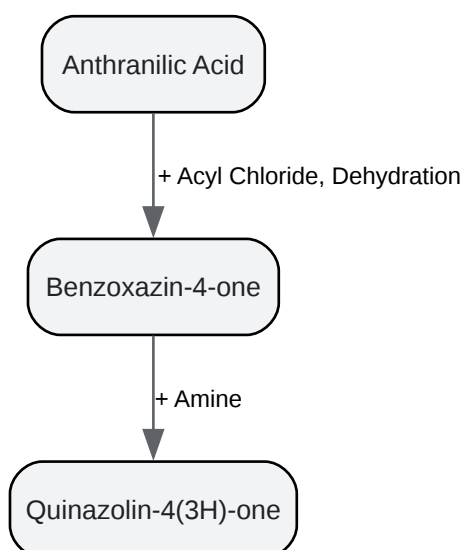 Anthranilic Acid
+ Acyl Chloride, Dehydration
Benzoxazin-4-one
+ Amine
Quinazolin-4(3H)-one